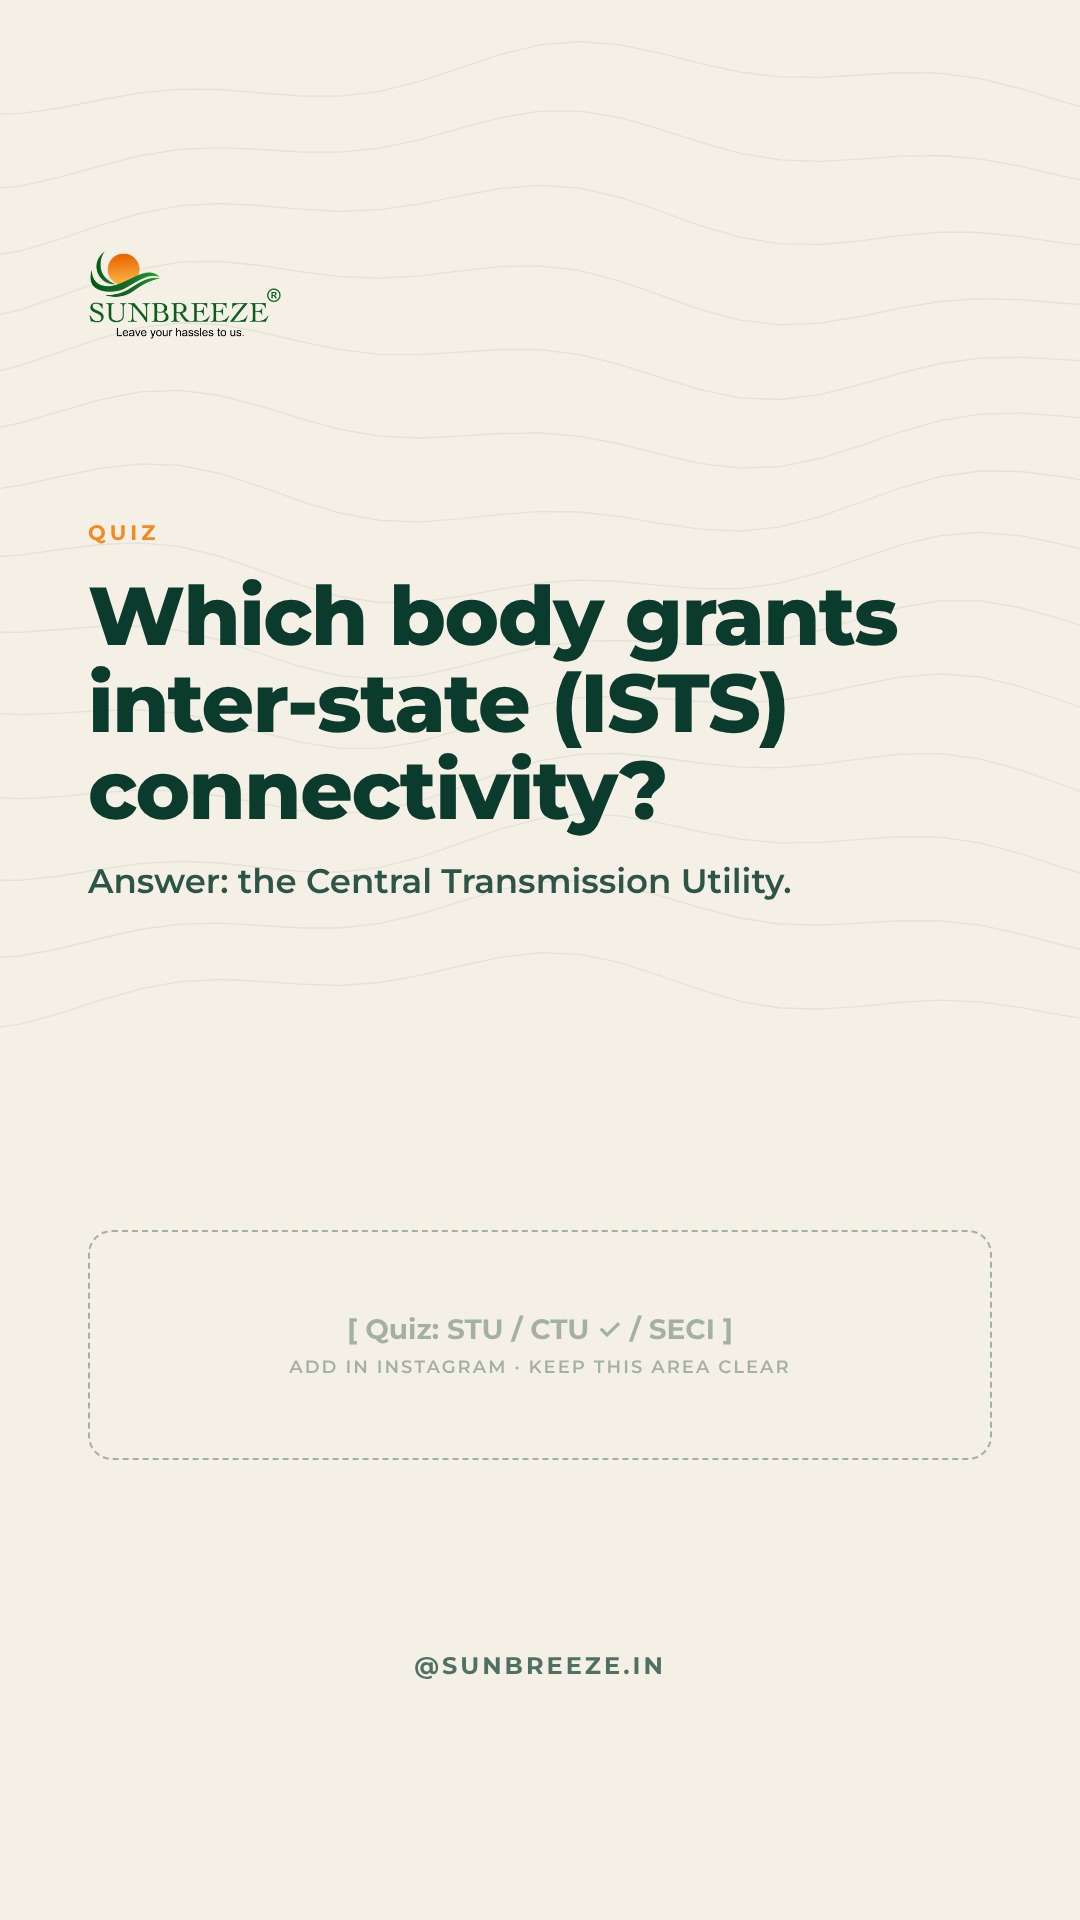 SUNBREEZE®
Leave your hassles to us.
QUIZ
Which body grants
inter-state (ISTS)
connectivity?
Answer: the Central Transmission Utility.
[ Quiz: STU / CTU ✓ / SECI ]
ADD IN INSTAGRAM · KEEP THIS AREA CLEAR
@SUNBREEZE.IN